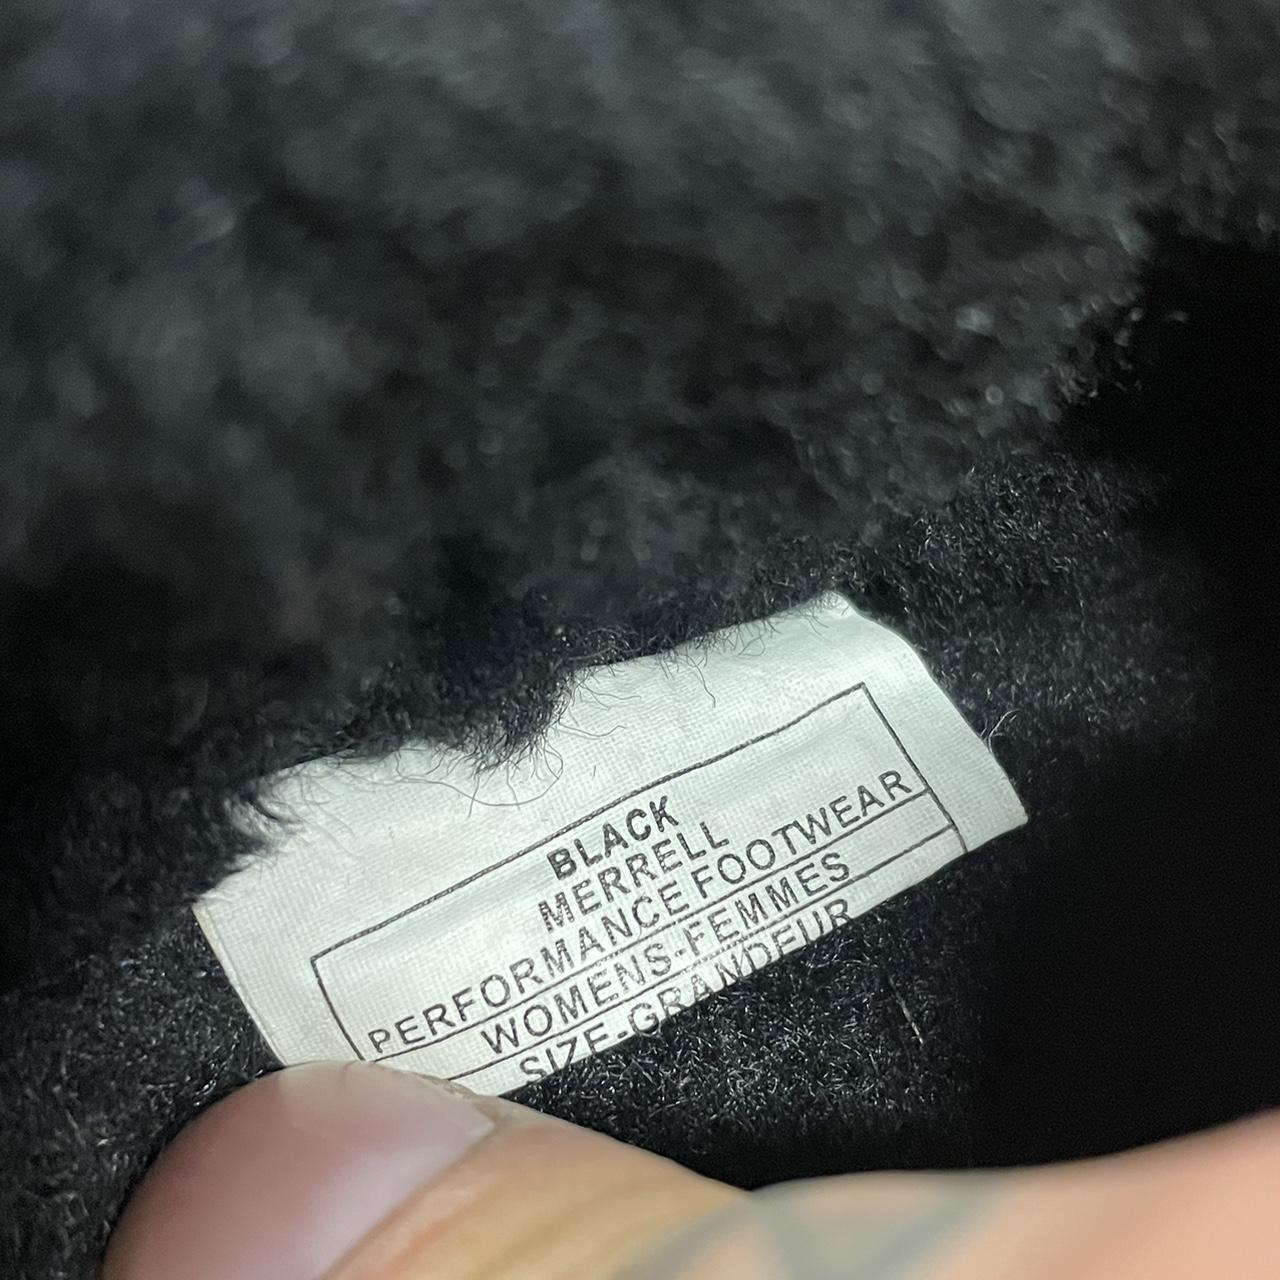 BLACK
MERRELL
PERFORMANCE FOOTWEAR
WOMENS-FEMMES
SIZE-GRANDEUR